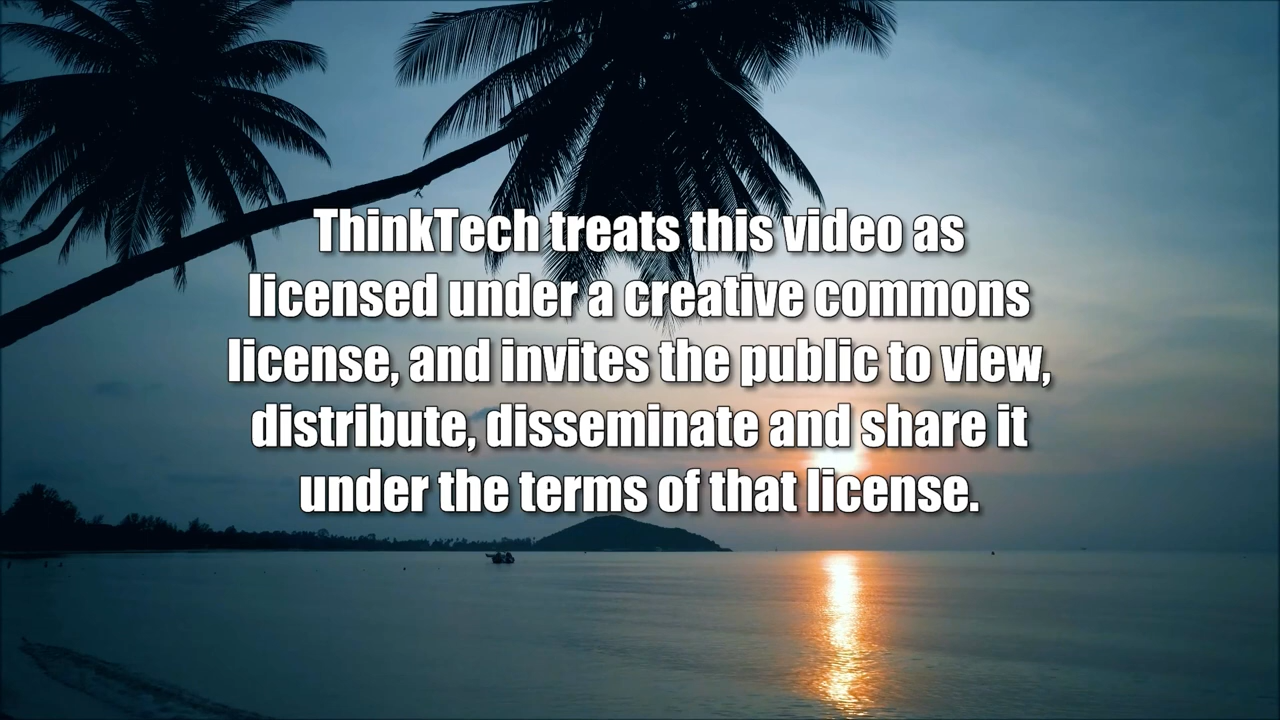 ThinkTech treats this video as
licensed under a creative commons
license, and invites the public to view,
distribute, disseminate and share it
under the terms of that license.